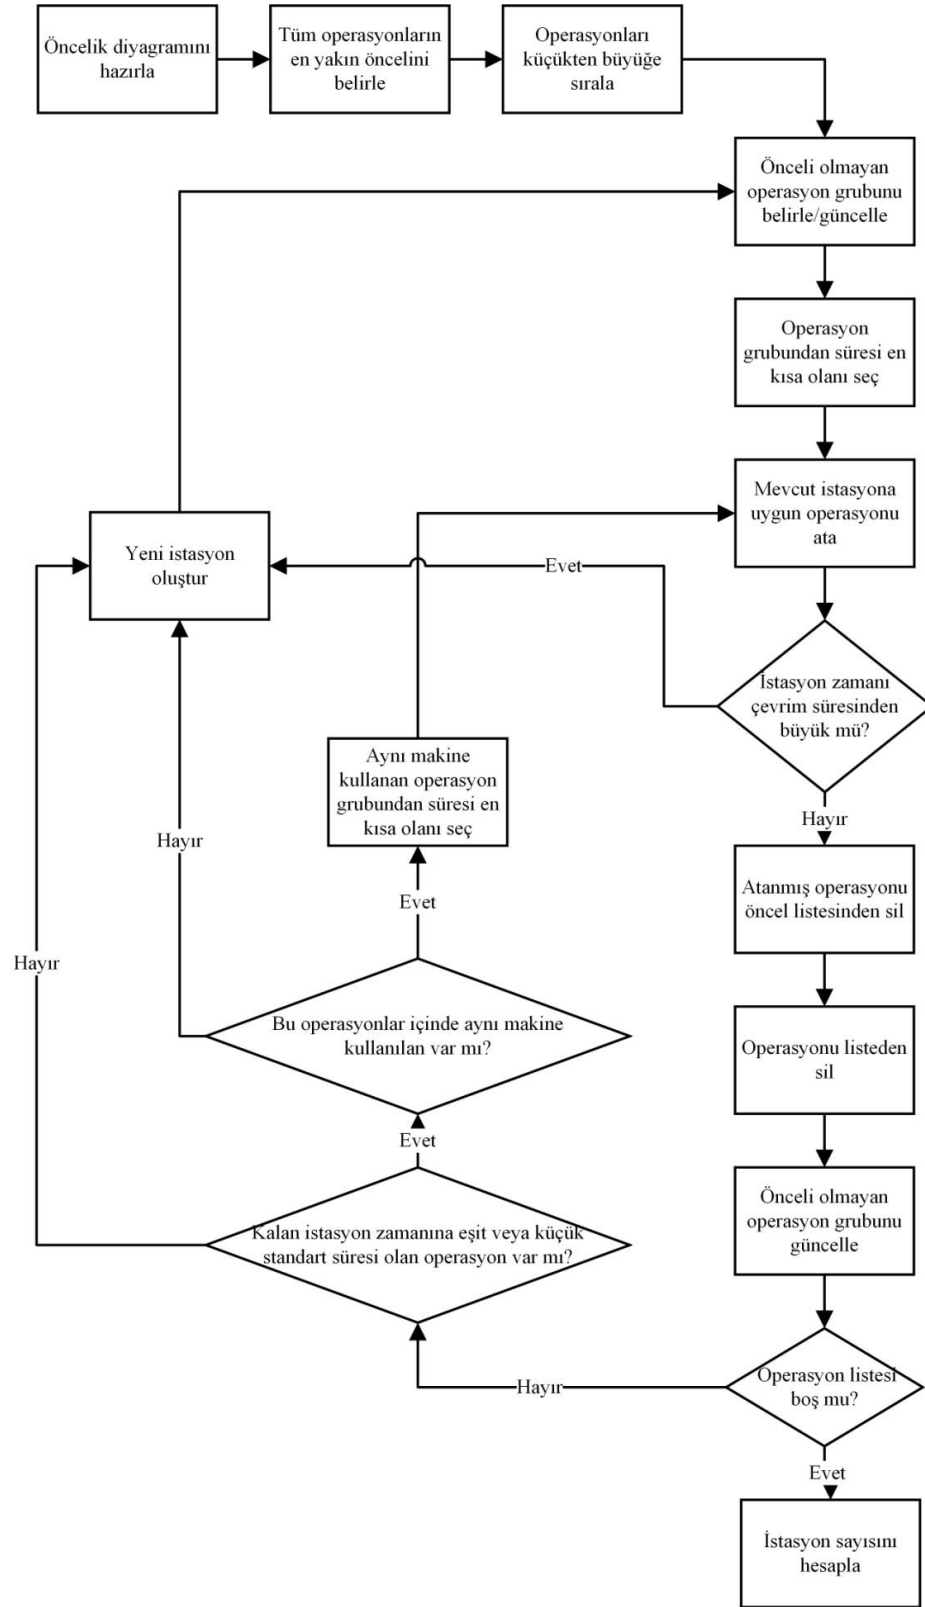 Öncelik diyagramını
hazırla
Tüm operasyonların
en yakın öncelini
belirle
Operasyonları
küçükten büyüğe
sırala
Önceli olmayan
operasyon grubunu
belirle/güncelle
Operasyon
grubundan süresi en
kısa olanı seç
Mevcut istasyona
uygun operasyonu
ata
Yeni istasyon
oluştur
Evet
İstasyon zamanı
çevrim süresinden
büyük mü?
Aynı makine
kullanan operasyon
grubundan süresi en
kısa olanı seç
Hayır
Hayır
Atanmış operasyonu
öncel listesinden sil
Evet
Hayır
Bu operasyonlar içinde aynı makine
kullanılan var mı?
Operasyonu listeden
sil
Evet
Önceli olmayan
operasyon grubunu
güncelle
Kalan istasyon zamanına eşit veya küçük
standart süresi olan operasyon var mı?
Operasyon listesi
boş mu?
Hayır
Evet
İstasyon sayısını
hesapla